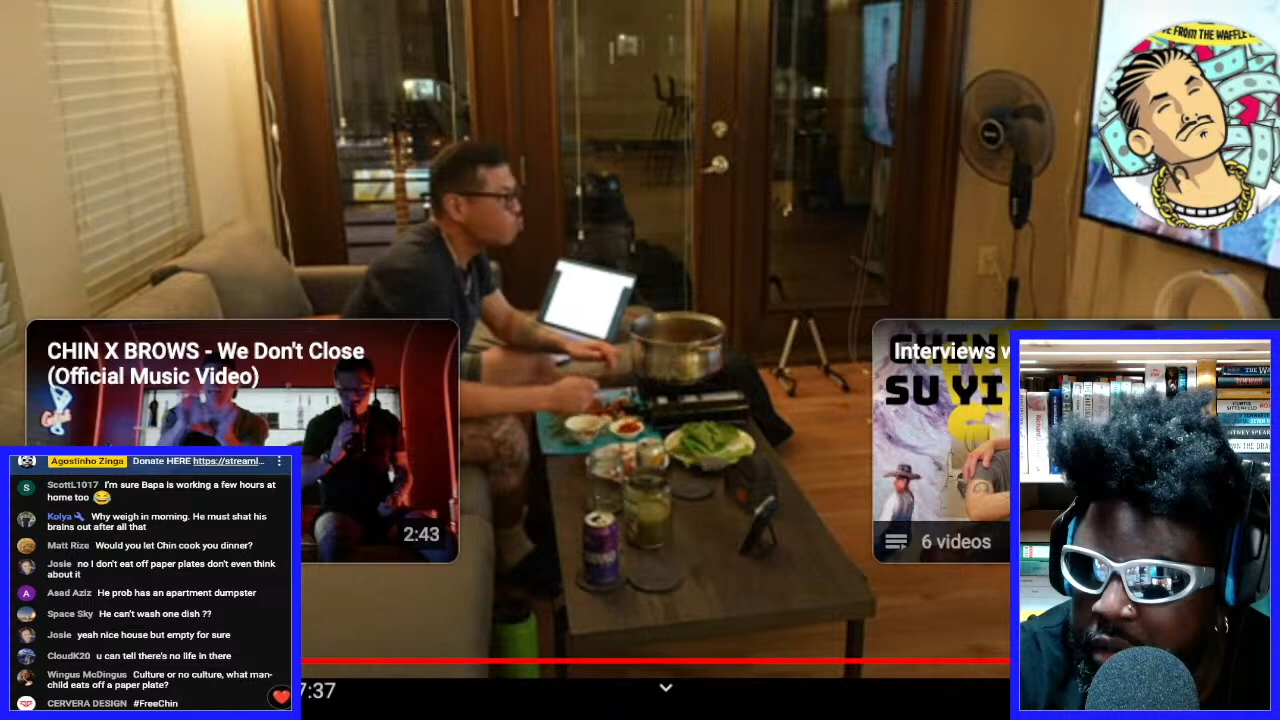 E FROM THE WAFFLE
CHIN X BROWS - We Don't Close
(Official Music Video)
2:43
Interviews w
SU YI
6 videos
Agostinho Zinga Donate HERE https://streaml...
ScottL1017 I'm sure Bapa is working a few hours at
home too 😂
Kolya Why weigh in morning. He must shat his
brains out after all that
Matt Rize Would you let Chin cook you dinner?
Josie no I don't eat off paper plates don't even think
about it
A Asad Aziz He prob has an apartment dumpster
Space Sky He can't wash one dish ??
Josie yeah nice house but empty for sure
CloudK20 u can tell there's no life in there
Wingus McDingus Culture or no culture, what man-
child eats off a paper plate?
CERVERA DESIGN #FreeChin
7:37
CURTIS
SITTENFELD